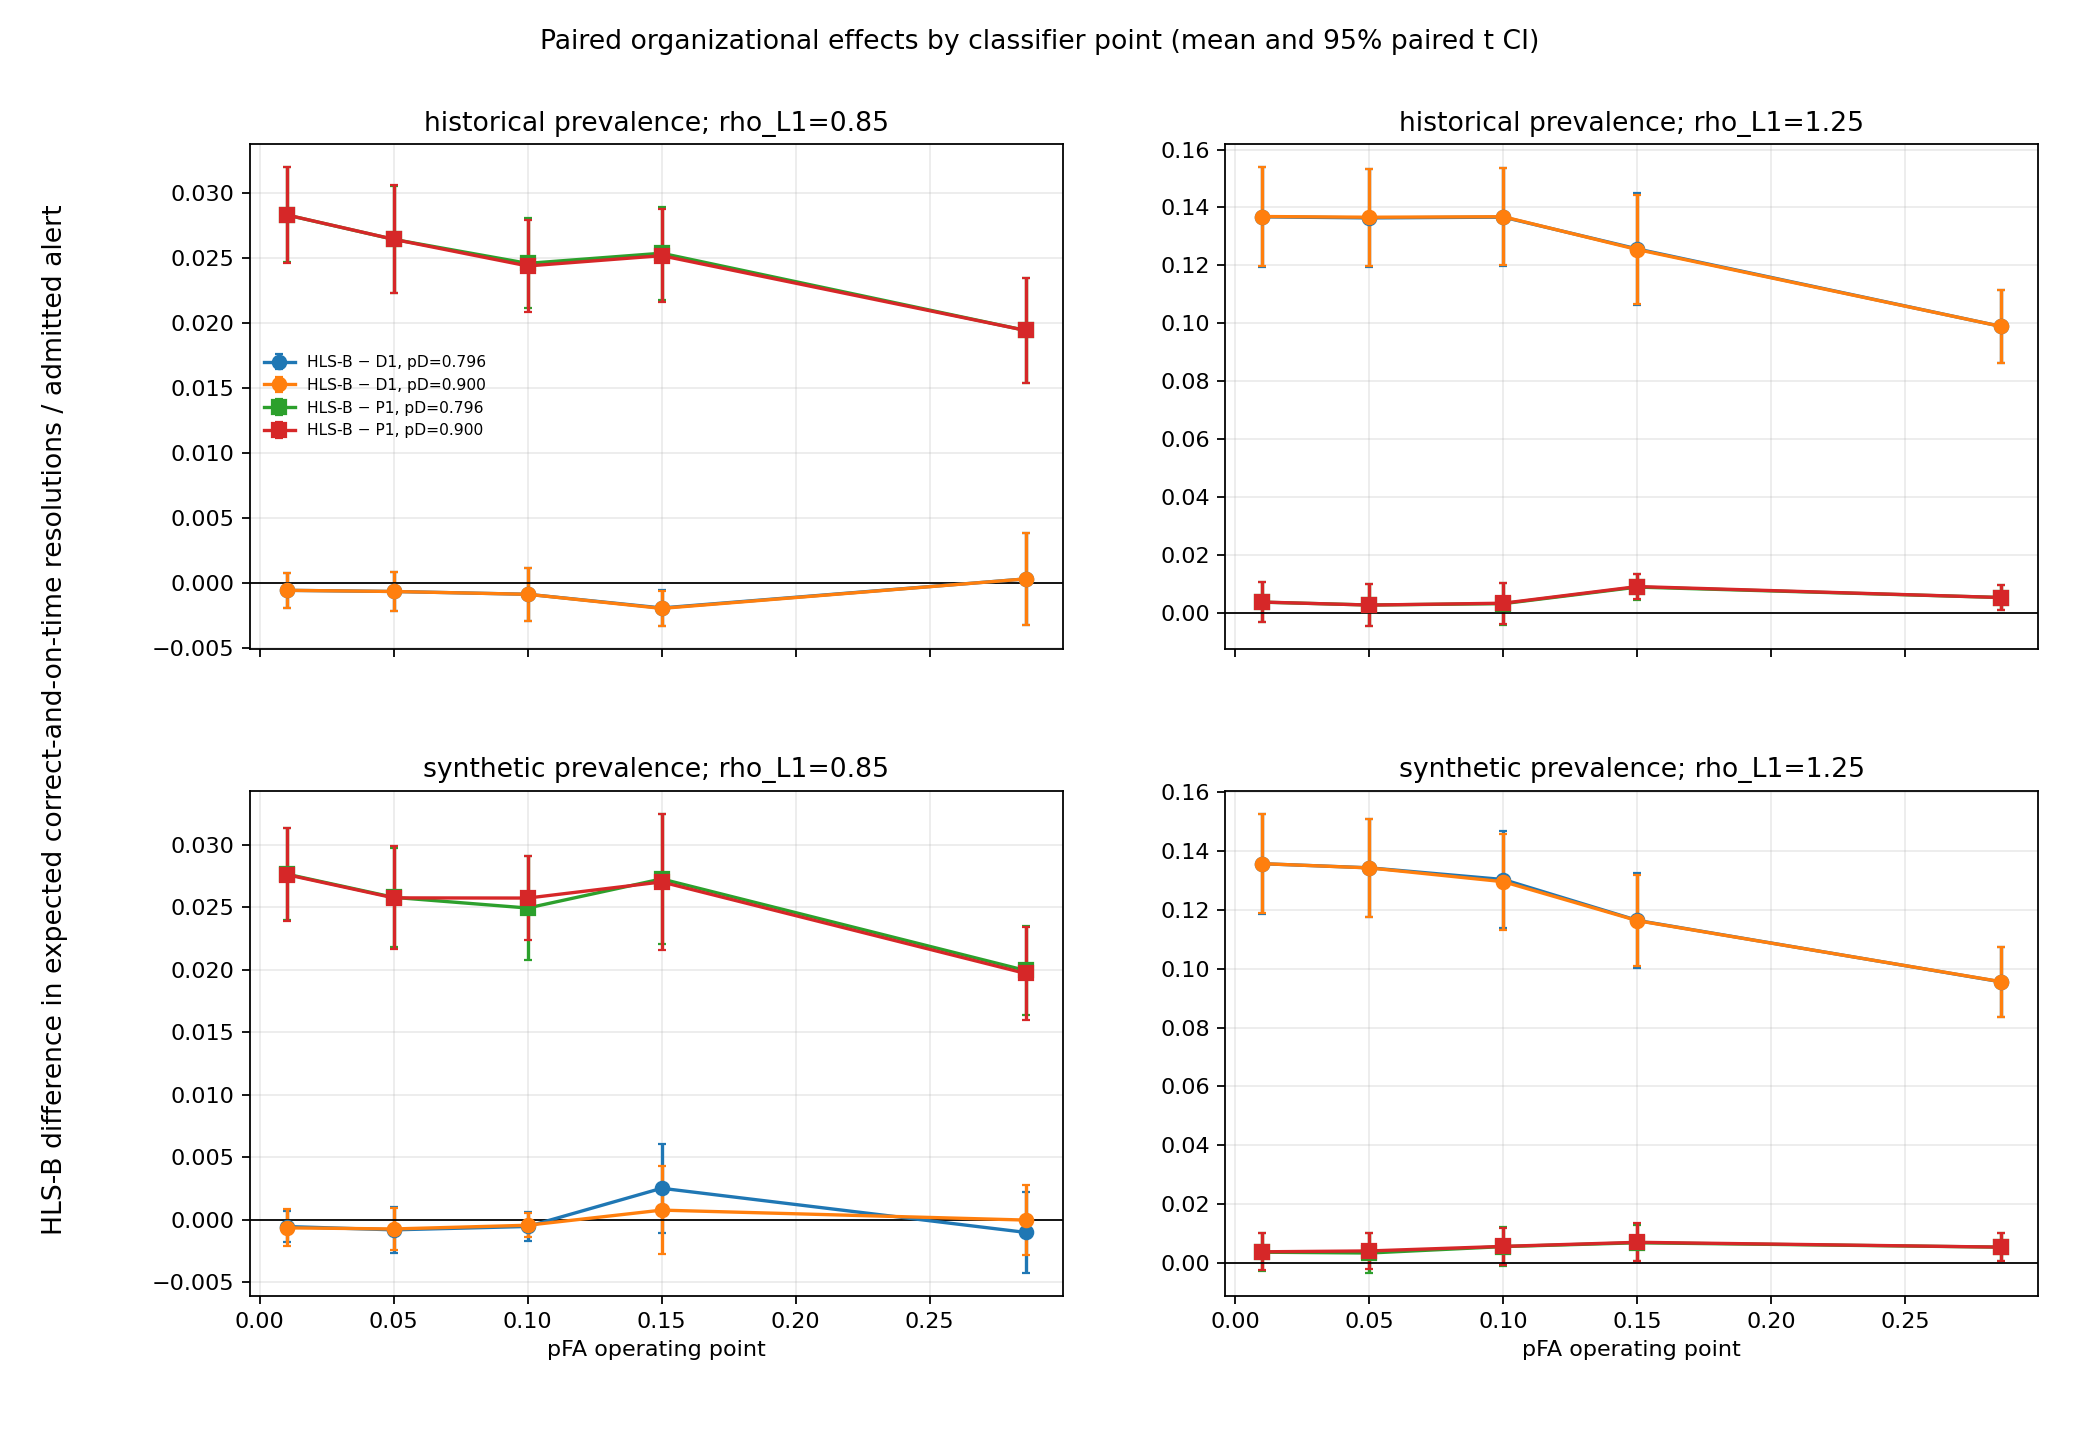 Paired organizational effects by classifier point (mean and 95% paired t CI)
HLS-B difference in expected correct-and-on-time resolutions / admitted alert
historical prevalence; rho_L1=0.85
0.030
0.025
0.020
0.015
0.010
0.005
0.000
−0.005
HLS-B − D1, pD=0.796
HLS-B − D1, pD=0.900
HLS-B − P1, pD=0.796
HLS-B − P1, pD=0.900
historical prevalence; rho_L1=1.25
0.16
0.14
0.12
0.10
0.08
0.06
0.04
0.02
0.00
synthetic prevalence; rho_L1=0.85
0.030
0.025
0.020
0.015
0.010
0.005
0.000
−0.005
0.00 0.05 0.10 0.15 0.20 0.25
pFA operating point
synthetic prevalence; rho_L1=1.25
0.16
0.14
0.12
0.10
0.08
0.06
0.04
0.02
0.00
0.00 0.05 0.10 0.15 0.20 0.25
pFA operating point